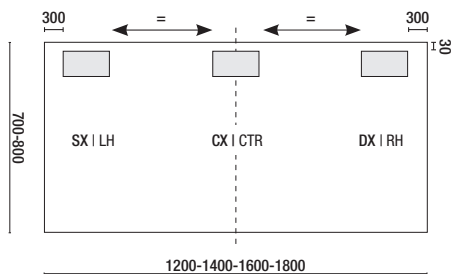 300 = = 300
30
700-800
SX | LH CX | CTR DX | RH
1200-1400-1600-1800